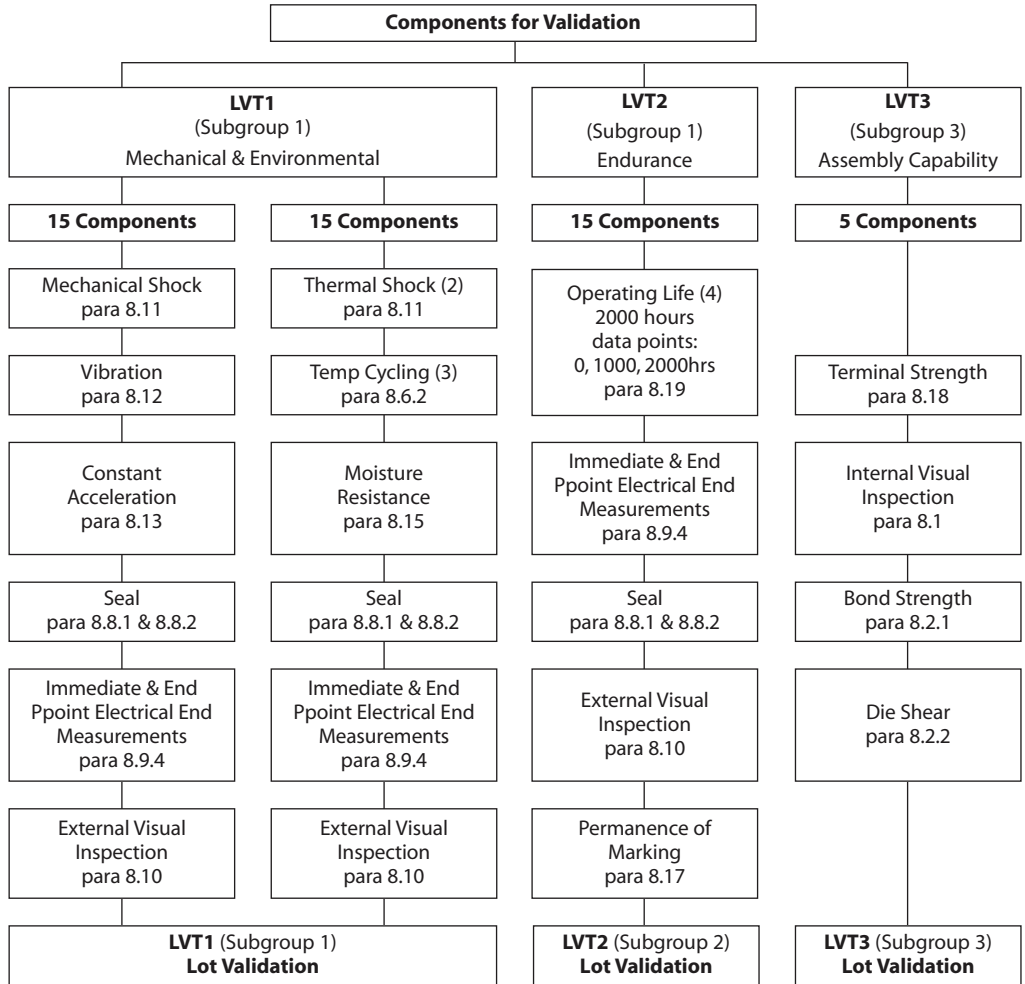 Components for Validation
LVT1
(Subgroup 1)
Mechanical & Environmental
LVT2
(Subgroup 1)
Endurance
LVT3
(Subgroup 3)
Assembly Capability
15 Components
15 Components
15 Components
5 Components
Mechanical Shock
para 8.11
Thermal Shock (2)
para 8.11
Operating Life (4)
2000 hours
data points:
0, 1000, 2000hrs
para 8.19
Vibration
para 8.12
Temp Cycling (3)
para 8.6.2
Terminal Strength
para 8.18
Constant
Acceleration
para 8.13
Moisture
Resistance
para 8.15
Immediate & End
Ppoint Electrical End
Measurements
para 8.9.4
Internal Visual
Inspection
para 8.1
Seal
para 8.8.1 & 8.8.2
Seal
para 8.8.1 & 8.8.2
Seal
para 8.8.1 & 8.8.2
Bond Strength
para 8.2.1
Immediate & End
Ppoint Electrical End
Measurements
para 8.9.4
Immediate & End
Ppoint Electrical End
Measurements
para 8.9.4
External Visual
Inspection
para 8.10
Die Shear
para 8.2.2
External Visual
Inspection
para 8.10
External Visual
Inspection
para 8.10
Permanence of
Marking
para 8.17
LVT1 (Subgroup 1)
Lot Validation
LVT2 (Subgroup 2)
Lot Validation
LVT3 (Subgroup 3)
Lot Validation